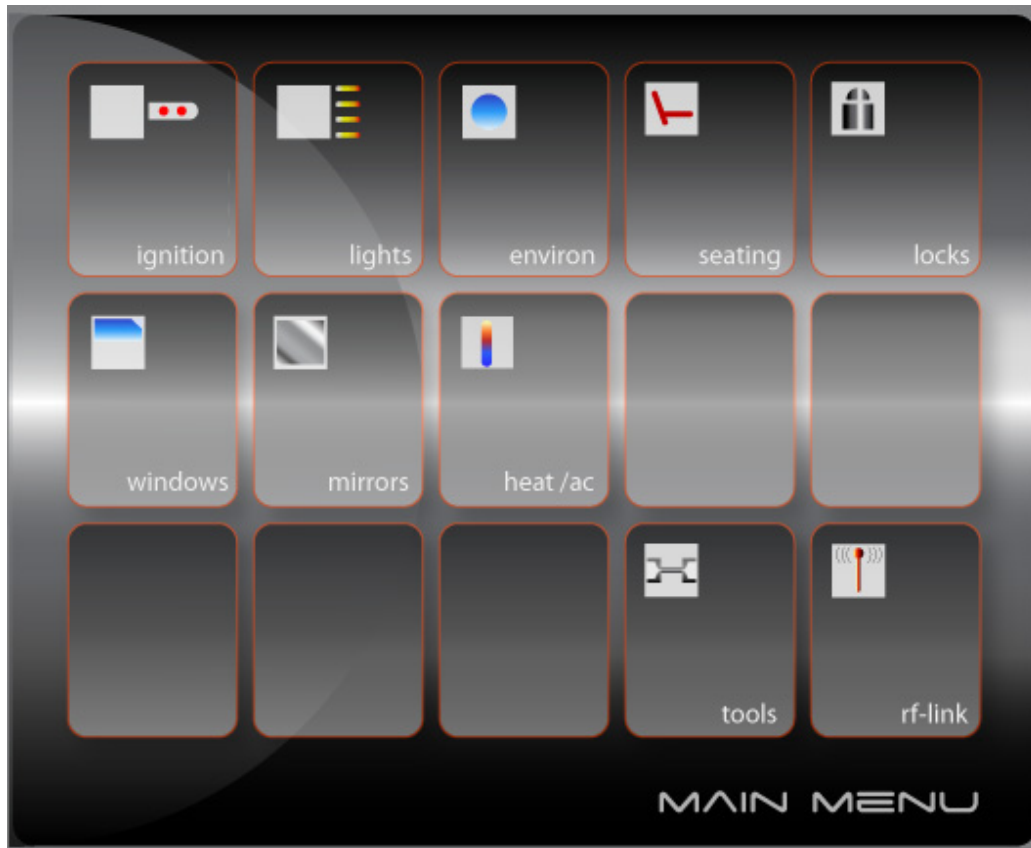 ignition
lights
environ
seating
locks
windows
mirrors
heat /ac
tools
rf-link
MAIN MENU